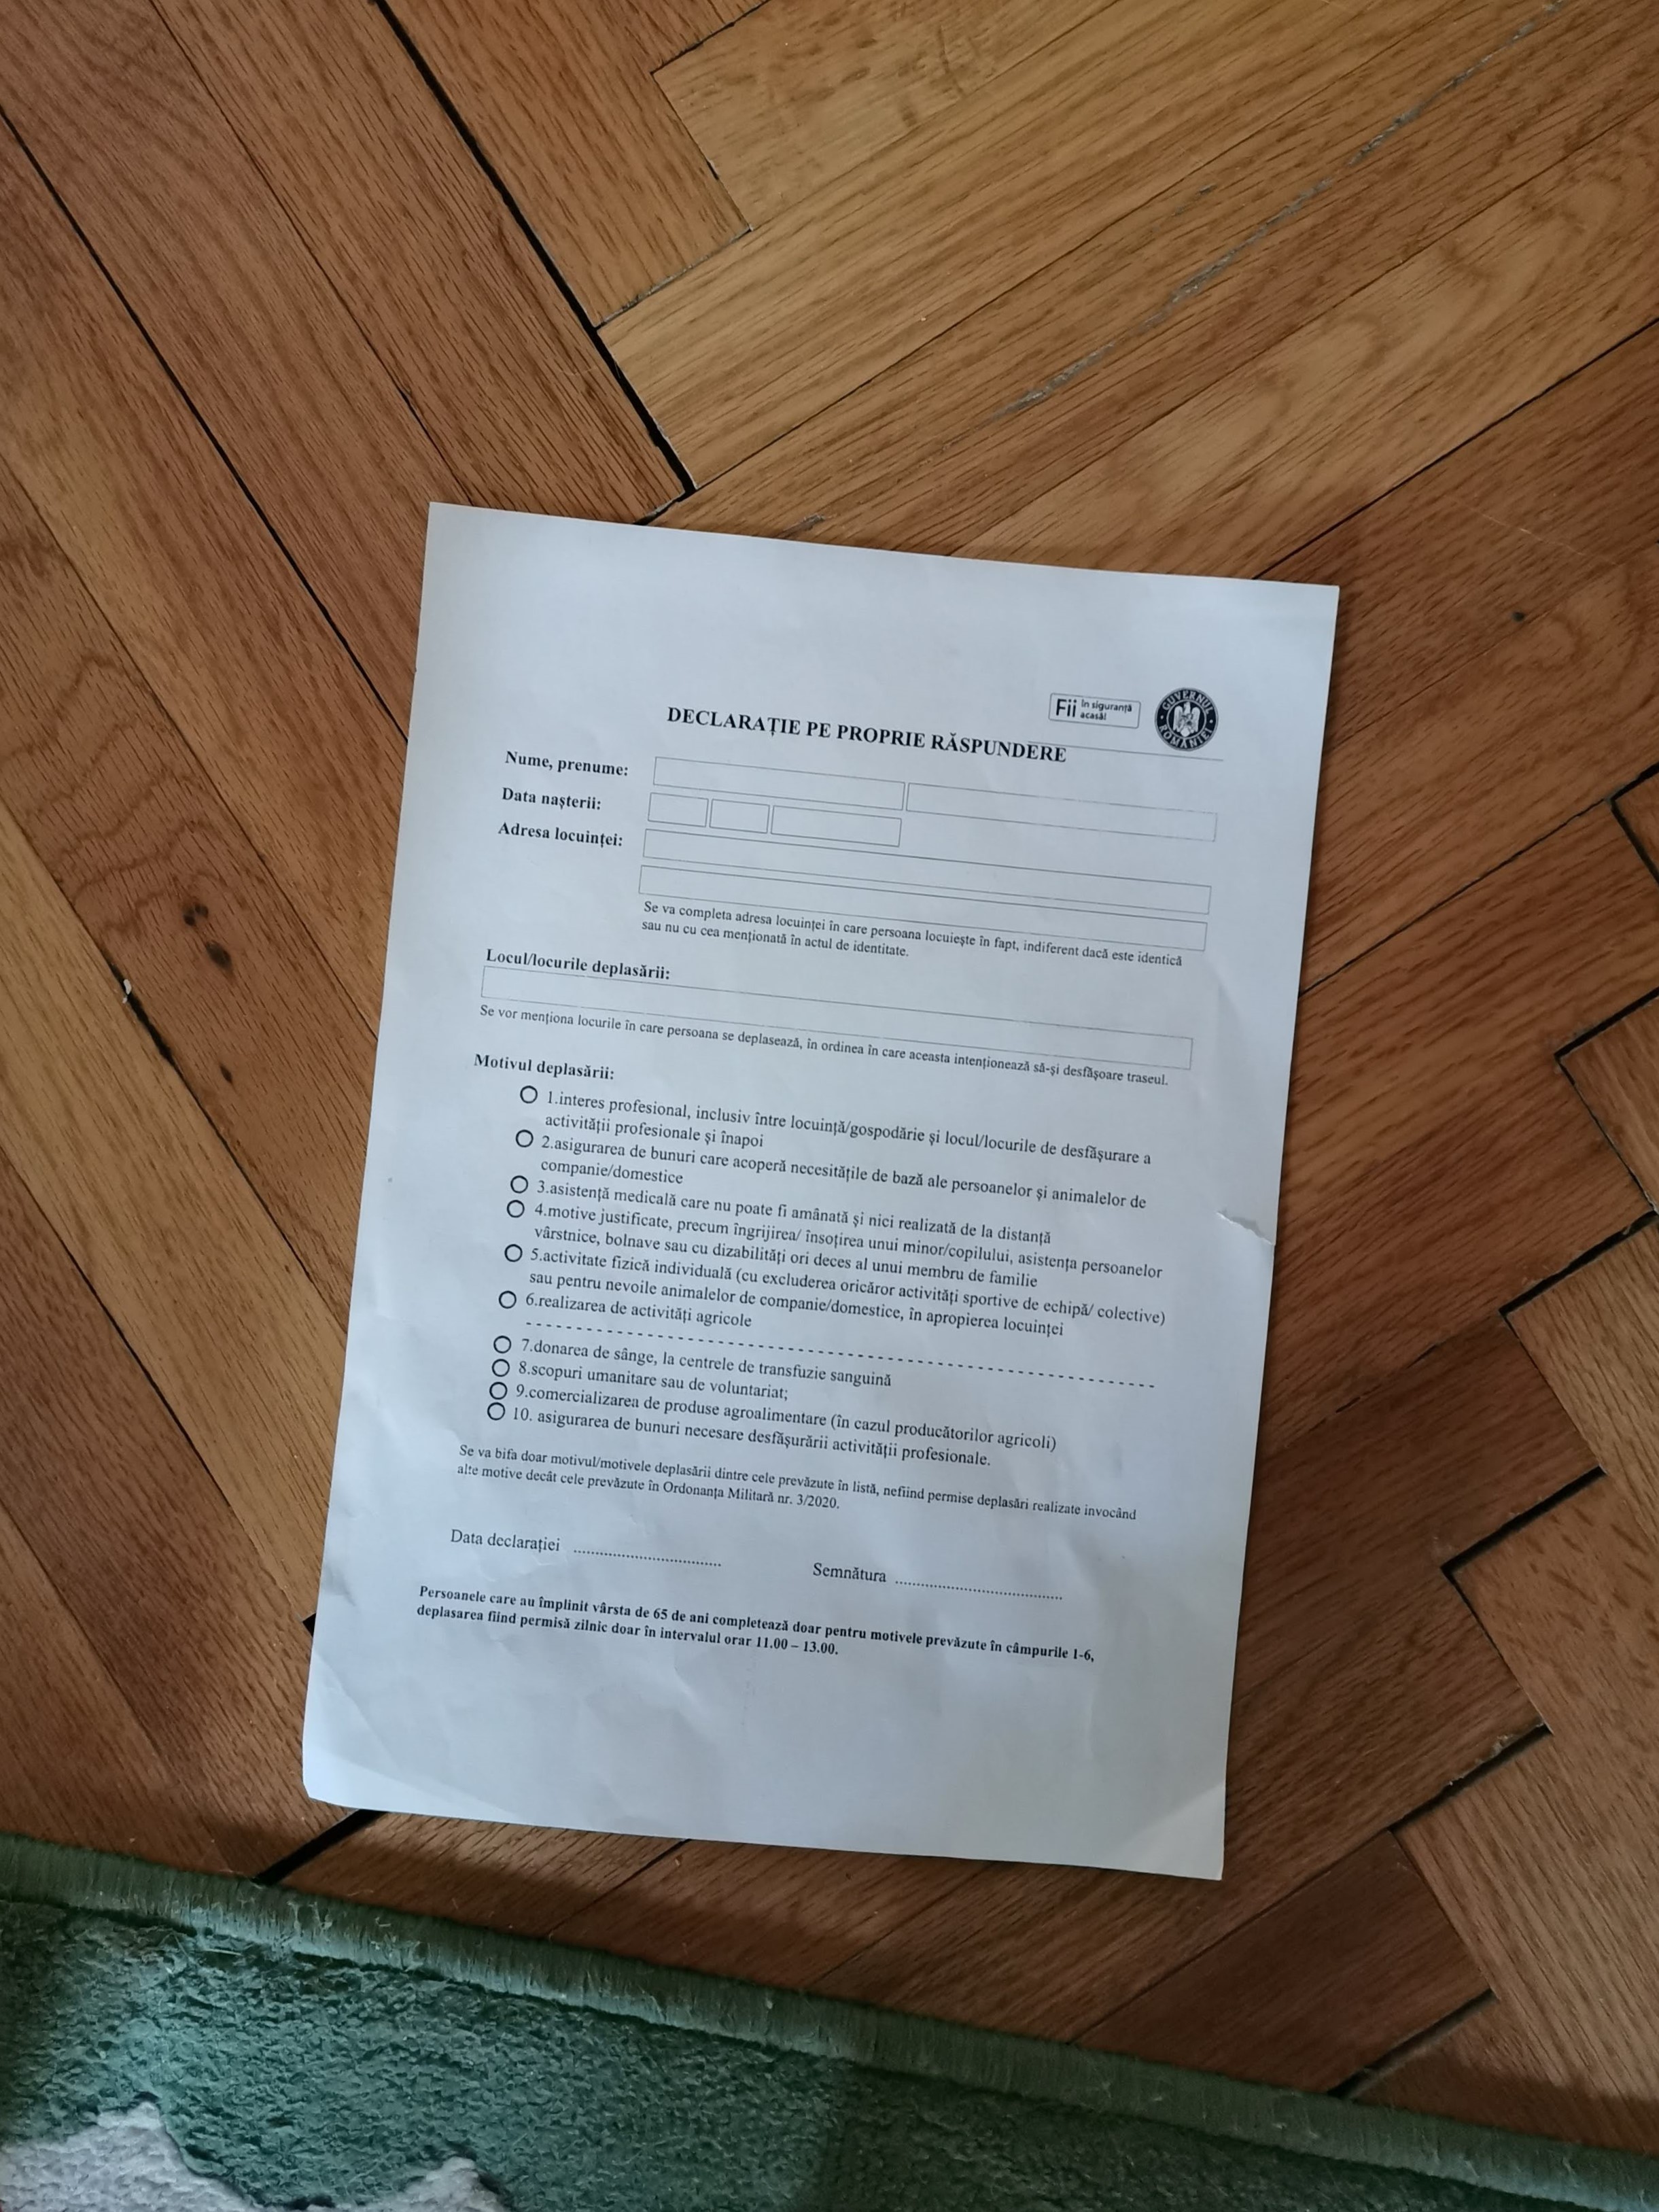 Fii în siguranță
acasă!
GUVERNUL ROMÂNIEI
DECLARAȚIE PE PROPRIE RĂSPUNDERE
Nume, prenume:
Data nașterii:
Adresa locuinței:
Se va completa adresa locuinței în care persoana locuiește în fapt, indiferent dacă este identică
sau nu cu cea menționată în actul de identitate.
Locul/locurile deplasării:
Se vor menționa locurile în care persoana se deplasează, în ordinea în care aceasta intenționează să-și desfășoare traseul.
Motivul deplasării:
1.interes profesional, inclusiv între locuință/gospodărie și locul/locurile de desfășurare a
activității profesionale și înapoi
2.asigurarea de bunuri care acoperă necesitățile de bază ale persoanelor și animalelor de
companie/domestice
3.asistență medicală care nu poate fi amânată și nici realizată de la distanță
4.motive justificate, precum îngrijirea/ însoțirea unui minor/copilului, asistența persoanelor
vârstnice, bolnave sau cu dizabilități ori deces al unui membru de familie
5.activitate fizică individuală (cu excluderea oricăror activități sportive de echipă/ colective)
sau pentru nevoile animalelor de companie/domestice, în apropierea locuinței
6.realizarea de activități agricole
7.donarea de sânge, la centrele de transfuzie sanguină
8.scopuri umanitare sau de voluntariat;
9.comercializarea de produse agroalimentare (în cazul producătorilor agricoli)
10. asigurarea de bunuri necesare desfășurării activității profesionale.
Se va bifa doar motivul/motivele deplasării dintre cele prevăzute în listă, nefiind permise deplasări realizate invocând
alte motive decât cele prevăzute în Ordonanța Militară nr. 3/2020.
Data declarației ....................................... Semnătura ............................................
Persoanele care au împlinit vârsta de 65 de ani completează doar pentru motivele prevăzute în câmpurile 1-6,
deplasarea fiind permisă zilnic doar în intervalul orar 11.00 – 13.00.